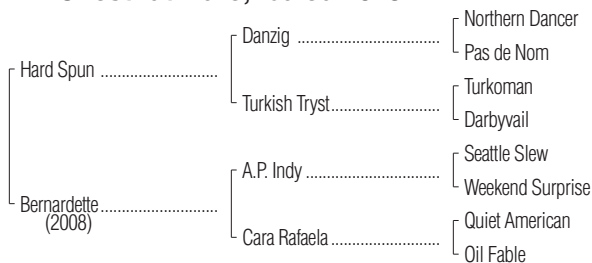 Northern Dancer
Danzig ................................
Pas de Nom
Hard Spun ..........................
Turkoman
Turkish Tryst........................
Darbyvail
Seattle Slew
A.P. Indy ..............................
Weekend Surprise
Bernardette..........................
(2008)
Quiet American
Cara Rafaela........................
Oil Fable